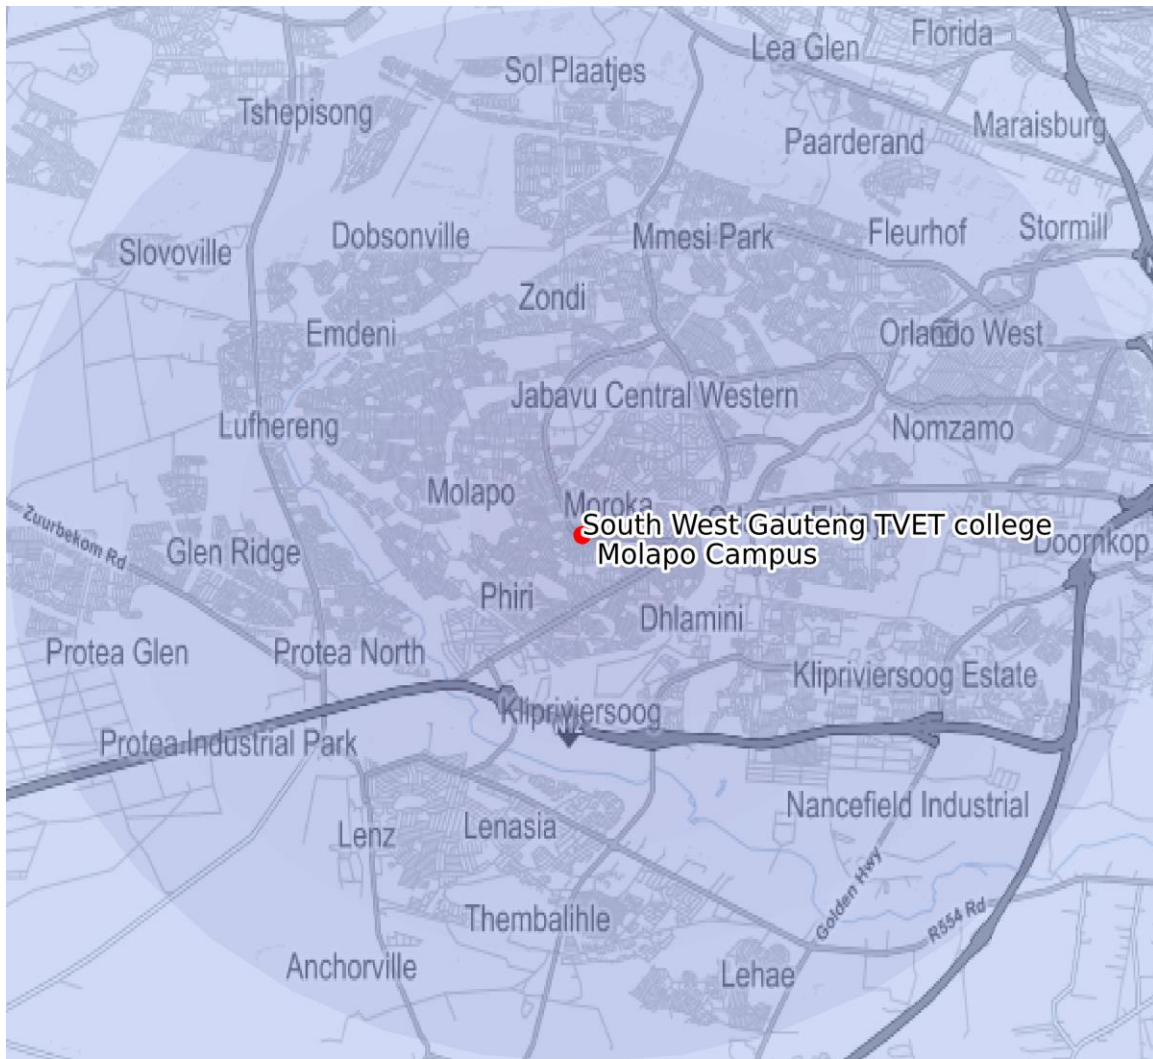 Florida
Lea Glen
Sol Plaatjes
Tshepisong
Maraisburg
Paarderand
Stormill
Fleurhof
Dobsonville
Mmesi Park
Slovoville
Zondi
Emdeni
Orlando West
Jabavu Central Western
Lufhereng
Nomzamo
Molapo
Moroka
South West Gauteng TVET college
Molapo Campus
Doornkop
Zuurbekom Rd
Glen Ridge
Phiri
Dhlamini
Protea Glen
Protea North
Klipriviersoog Estate
Klipriviersoog
Protea Industrial Park
Nancefield Industrial
Lenz
Lenasia
Golden Hwy
R554 Rd
Thembalihle
Anchorville
Lehae